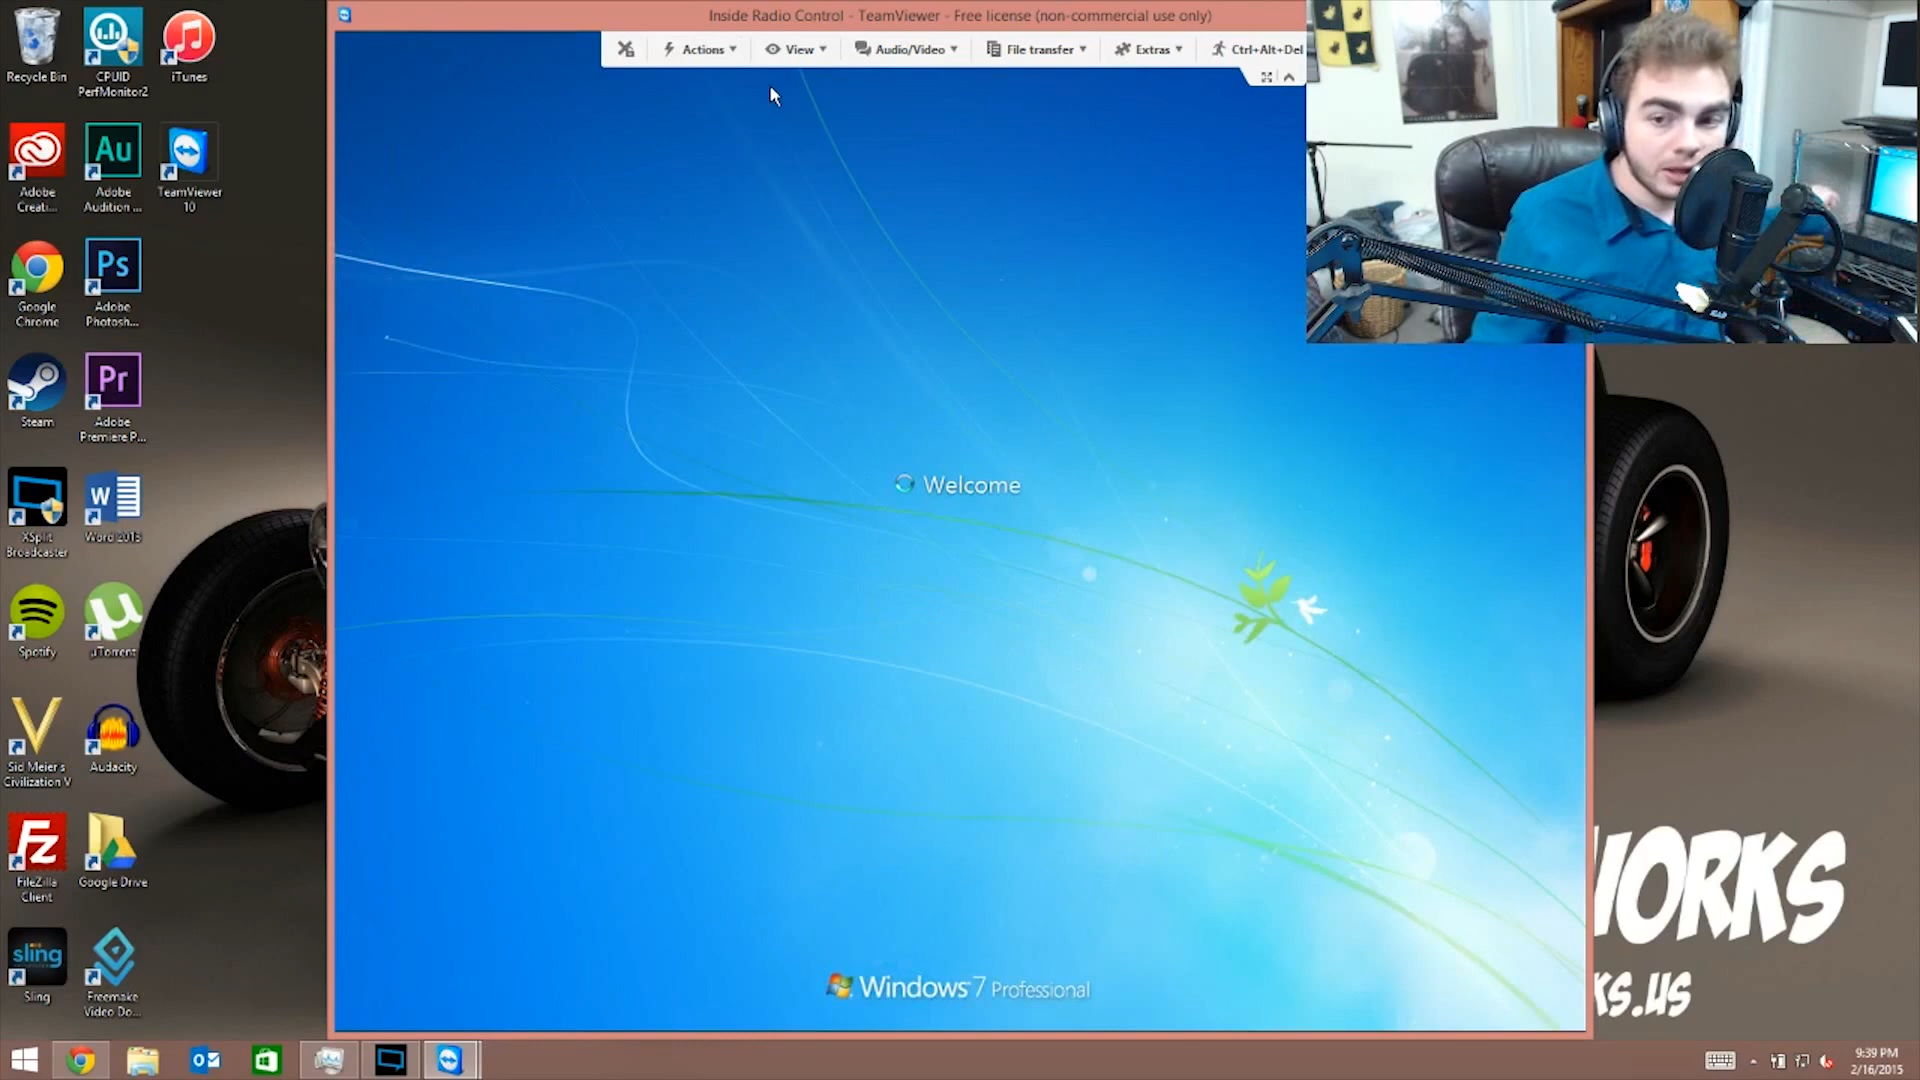 Inside Radio Control - TeamViewer - Free license (non-commercial use only)
Actions
View
Audio/Video
File transfer
Extras
Ctrl+Alt+Del
Recycle Bin
CPUID
PerfMonitor2
iTunes
Adobe
Creati...
Au
Adobe
Audition ...
TeamViewer
10
Google
Chrome
Ps
Adobe
Photosh...
Steam
Pr
Adobe
Premiere P...
XSplit
Broadcaster
W
Word 2013
Spotify
µ
µTorrent
V
Sid Meier's
Civilization V
Audacity
Fz
FileZilla
Client
Google Drive
sling
Sling
Freemake
Video Do...
Welcome
Windows 7 Professional
WORKS
KS.US
9:39 PM
2/16/2015